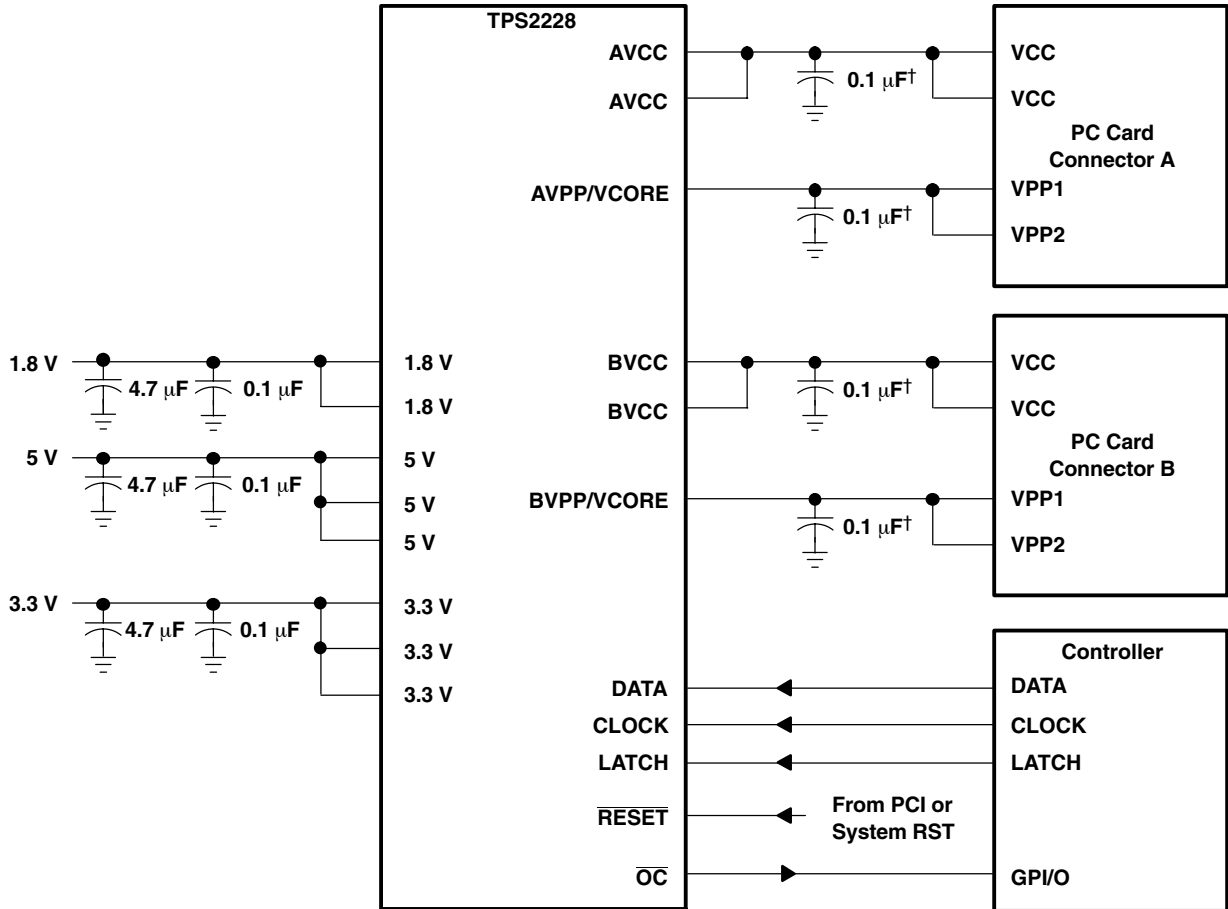 TPS2228
AVCC
AVCC
AVPP/VCORE
0.1 μF†
0.1 μF†
VCC
VCC
PC Card
Connector A
VPP1
VPP2
1.8 V
4.7 μF
0.1 μF
1.8 V
1.8 V
5 V
4.7 μF
0.1 μF
5 V
5 V
5 V
3.3 V
4.7 μF
0.1 μF
3.3 V
3.3 V
3.3 V
BVCC
BVCC
BVPP/VCORE
0.1 μF†
0.1 μF†
VCC
VCC
PC Card
Connector B
VPP1
VPP2
DATA
CLOCK
LATCH
RESET
OC
From PCI or
System RST
Controller
DATA
CLOCK
LATCH
GPI/O